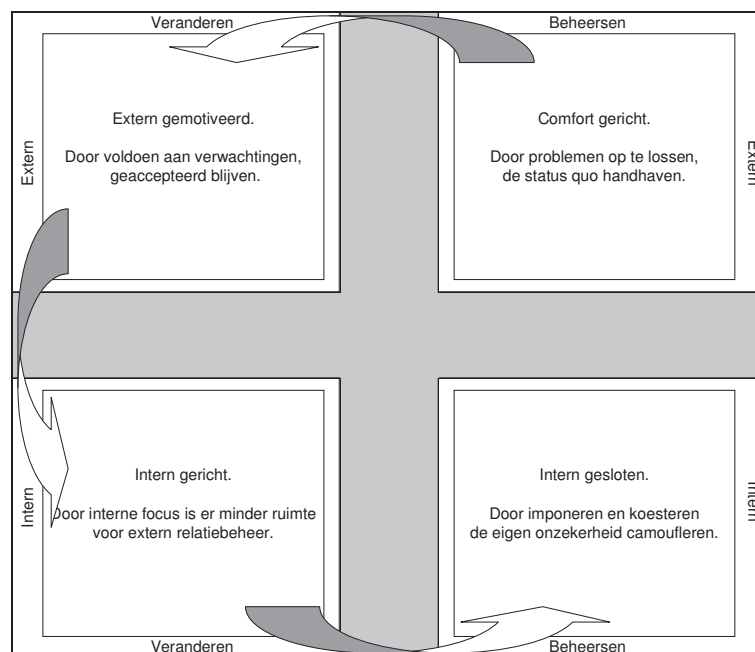 Veranderen
Beheersen
Extern
Extern gemotiveerd.
Door voldoen aan verwachtingen,
geaccepteerd blijven.
Comfort gericht.
Door problemen op te lossen,
de status quo handhaven.
Extern
Intern
Intern gericht.
Door interne focus is er minder ruimte
voor extern relatiebeheer.
Intern gesloten.
Door imponeren en koesteren
de eigen onzekerheid camoufleren.
Intern
Veranderen
Beheersen